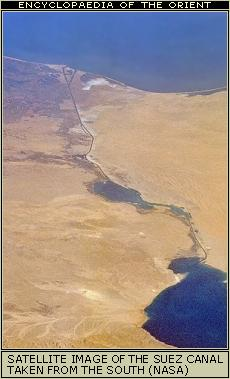 ENCYCLOPAEDIA OF THE ORIENT
SATELLITE IMAGE OF THE SUEZ CANAL
TAKEN FROM THE SOUTH (NASA)